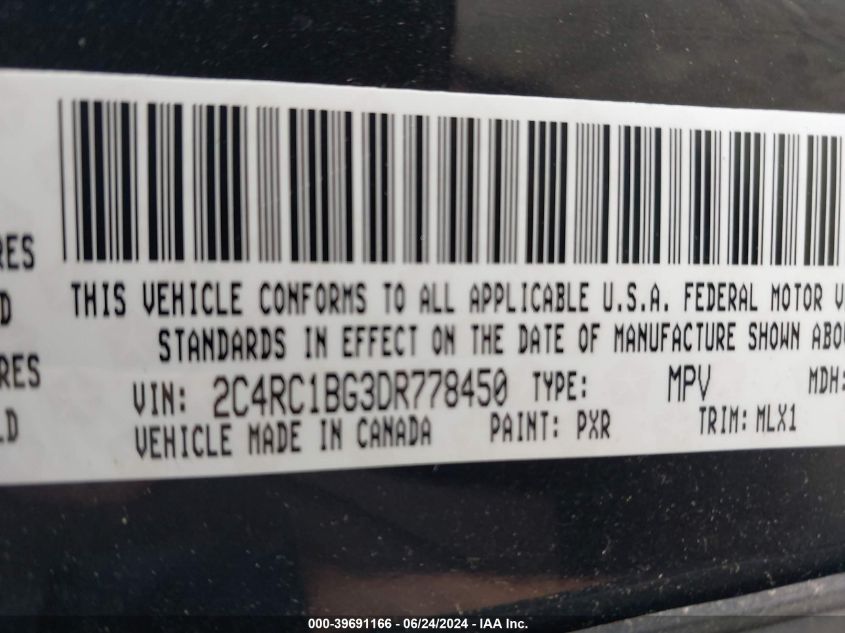 RES
D
RES
LD
THIS VEHICLE CONFORMS TO ALL APPLICABLE U.S.A. FEDERAL MOTOR
STANDARDS IN EFFECT ON THE DATE OF MANUFACTURE SHOWN ABO
VIN: 2C4RC1BG3DR778450 TYPE: MPV MDH:
VEHICLE MADE IN CANADA PAINT: PXR TRIM: MLX1
000-39691166 - 06/24/2024 - IAA Inc.